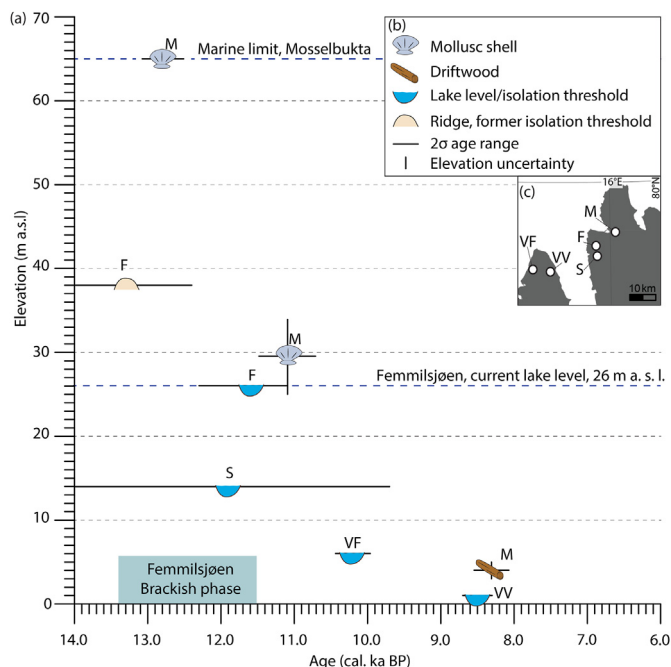 (a)
70
60
50
40
30
20
10
0
Elevation (m a.s.l)
14.0 13.0 12.0 11.0 10.0 9.0 8.0 7.0 6.0
Age (cal. ka BP)
M
Marine limit, Mosselbukta
F
M
F
Femmilsjøen, current lake level, 26 m a. s. l.
S
VF
M
VV
Femmilsjøen
Brackish phase
(b)
Mollusc shell
Driftwood
Lake level/isolation threshold
Ridge, former isolation threshold
2σ age range
Elevation uncertainty
(c)
16°E
80°N
M
F
VF
VV
S
10 km